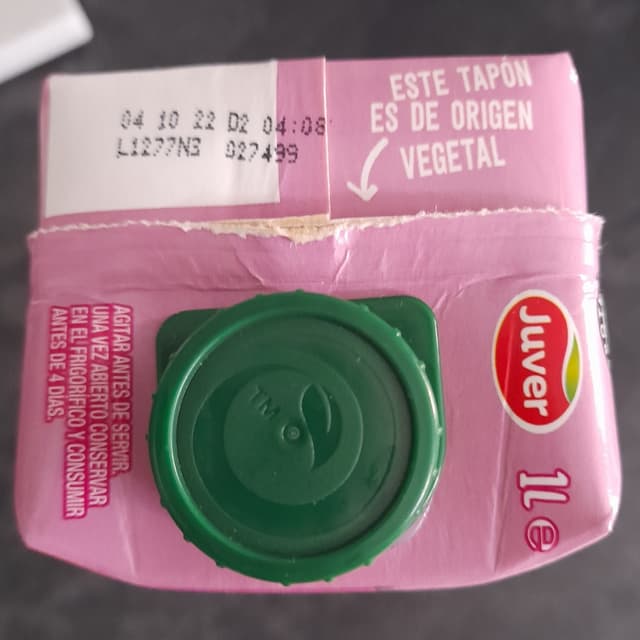 04 10 22 D2 04:08
L1277N3 027499
ESTE TAPÓN
ES DE ORIGEN
VEGETAL
AGITAR ANTES DE SERVIR.
UNA VEZ ABIERTO CONSERVAR
EN EL FRIGORÍFICO Y CONSUMIR
ANTES DE 4 DÍAS.
TM
Juver
1L e